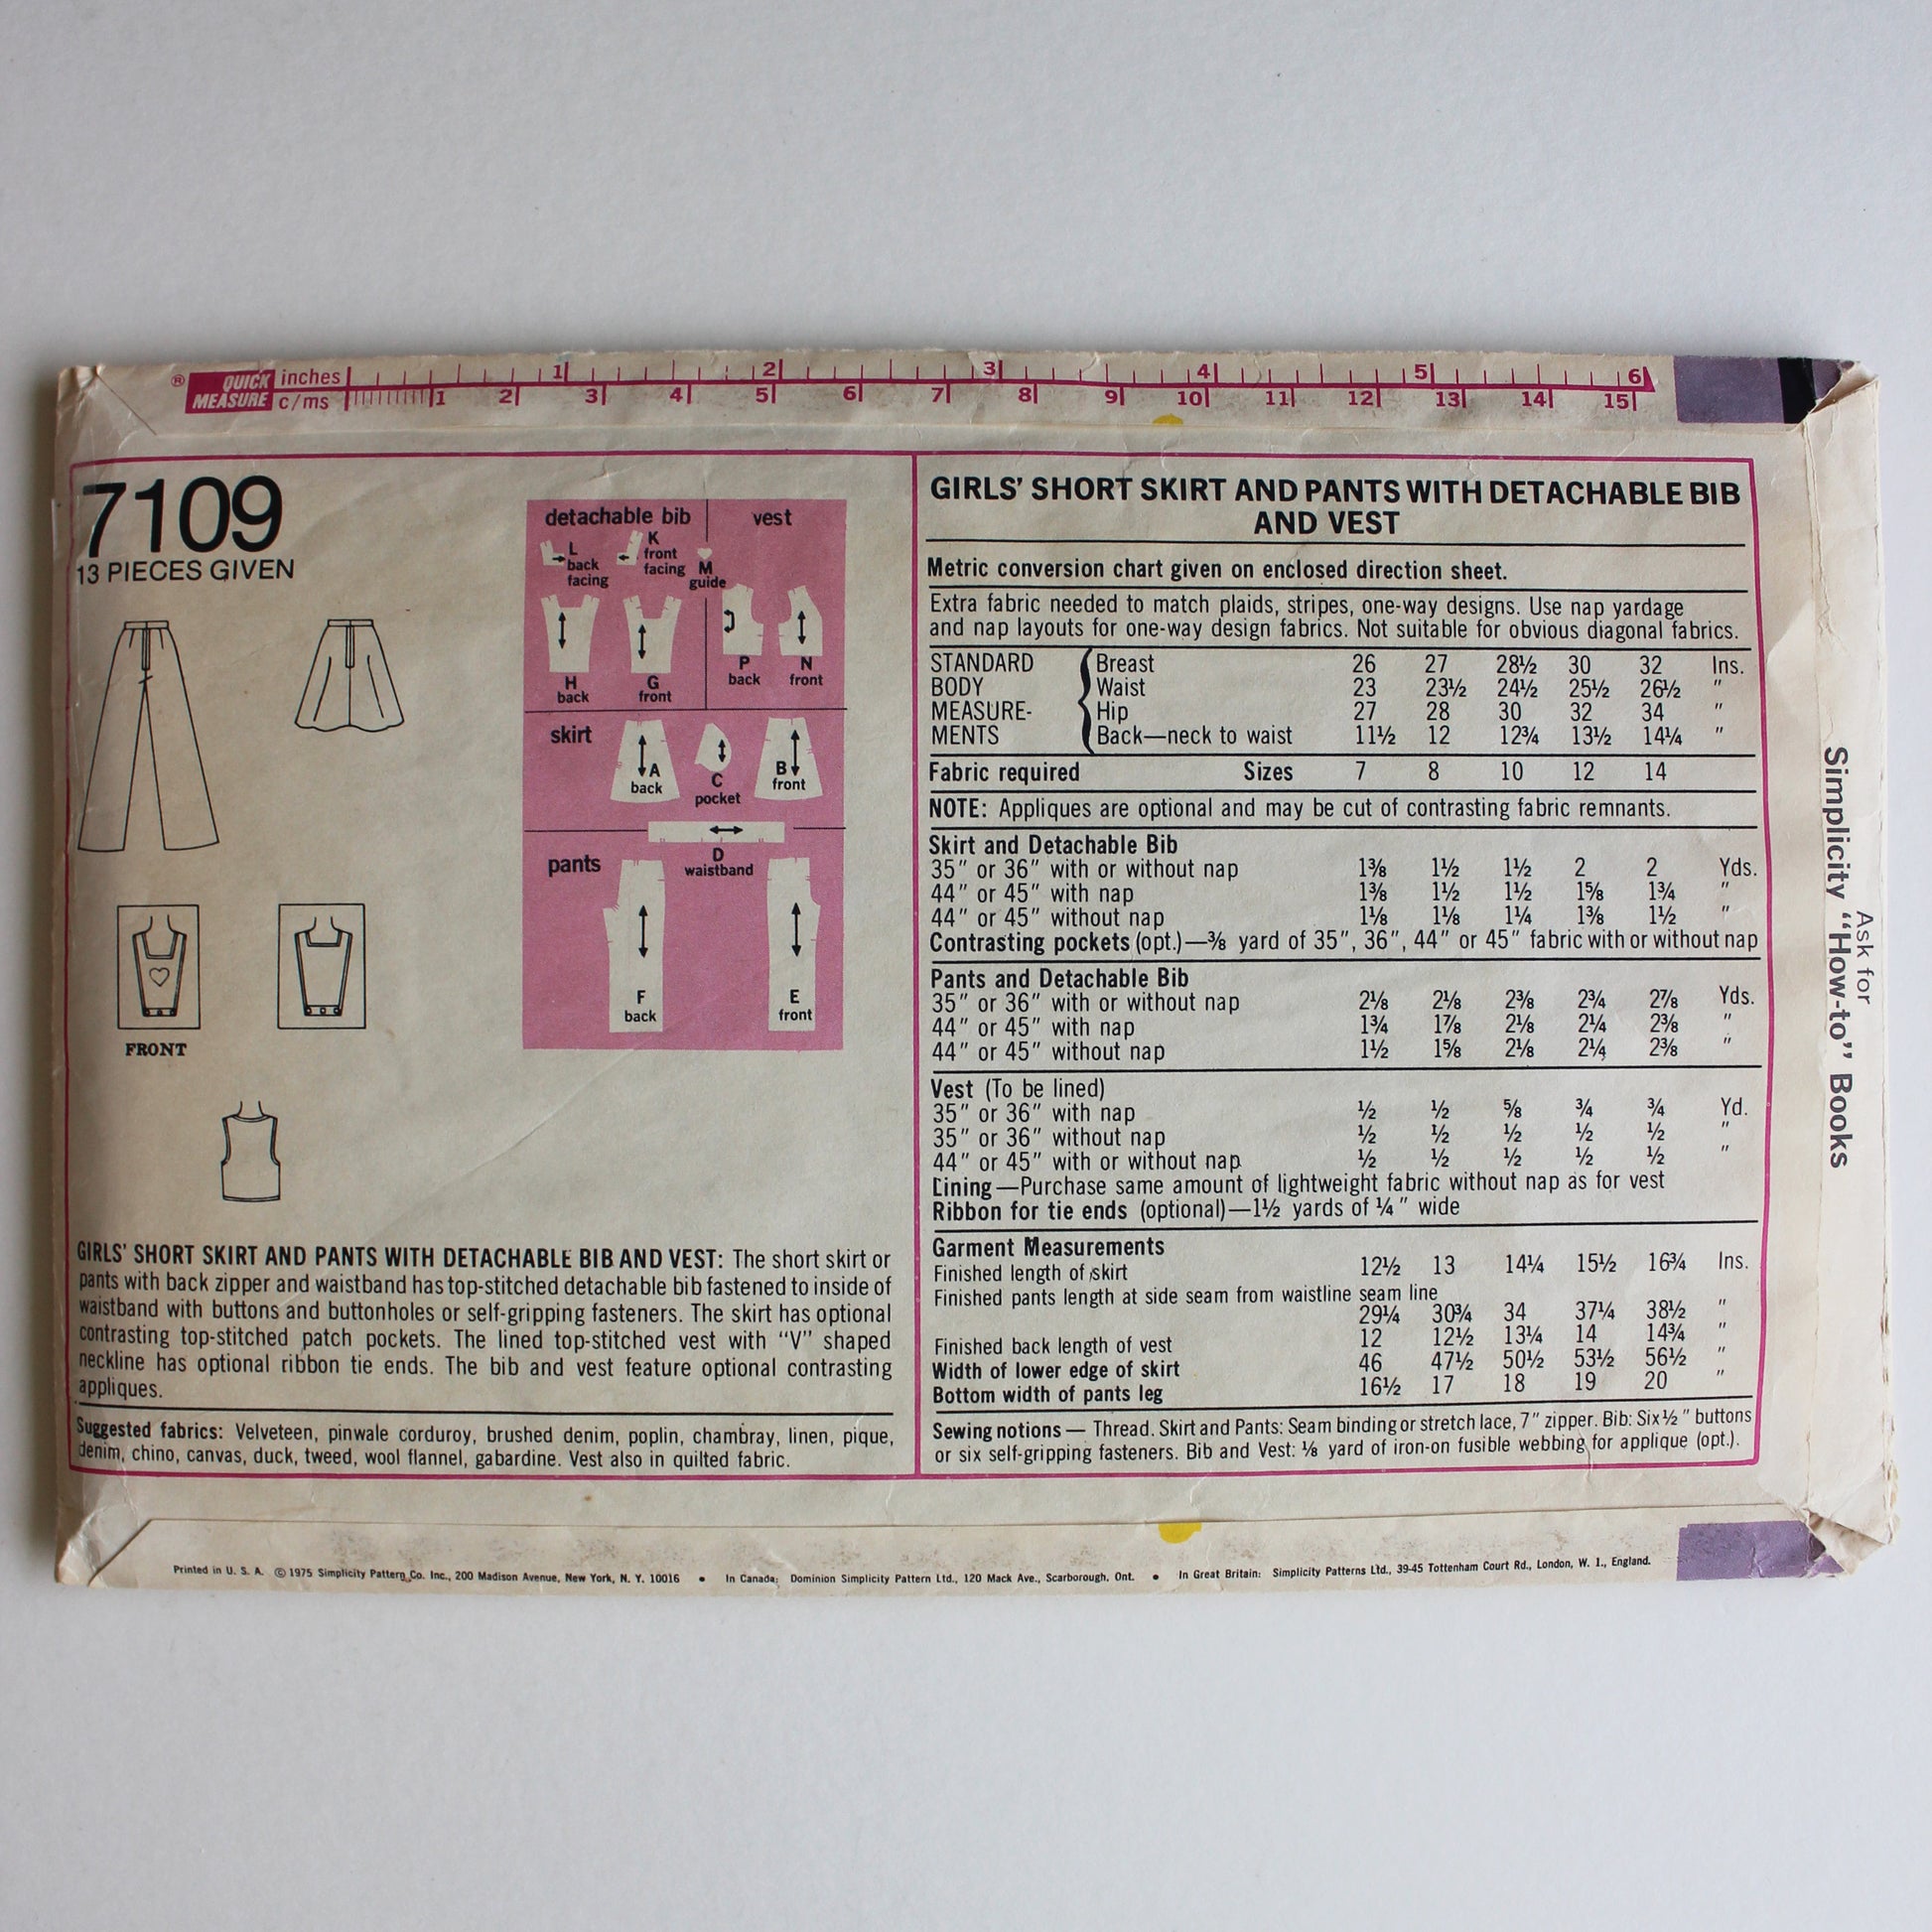 ® QUICK MEASURE inches 1 2 3 4 5 6
c/ms 1 2 3 4 5 6 7 8 9 10 11 12 13 14 15
7109
13 PIECES GIVEN
FRONT
detachable bib
vest
L back facing
K front facing
M guide
H back
G front
P back
N front
skirt
A back
C pocket
B front
D waistband
pants
F back
E front
GIRLS' SHORT SKIRT AND PANTS WITH DETACHABLE BIB AND VEST: The short skirt or
pants with back zipper and waistband has top-stitched detachable bib fastened to inside of
waistband with buttons and buttonholes or self-gripping fasteners. The skirt has optional
contrasting top-stitched patch pockets. The lined top-stitched vest with "V" shaped
neckline has optional ribbon tie ends. The bib and vest feature optional contrasting
appliques.
Suggested fabrics: Velveteen, pinwale corduroy, brushed denim, poplin, chambray, linen, pique,
denim, chino, canvas, duck, tweed, wool flannel, gabardine. Vest also in quilted fabric.
GIRLS' SHORT SKIRT AND PANTS WITH DETACHABLE BIB
AND VEST
Metric conversion chart given on enclosed direction sheet.
Extra fabric needed to match plaids, stripes, one-way designs. Use nap yardage
and nap layouts for one-way design fabrics. Not suitable for obvious diagonal fabrics.
STANDARD Breast 26 27 28½ 30 32 Ins.
BODY Waist 23 23½ 24½ 25½ 26½ "
MEASURE- Hip 27 28 30 32 34 "
MENTS Back—neck to waist 11½ 12 12¾ 13½ 14¼ "
Fabric required Sizes 7 8 10 12 14
NOTE: Appliques are optional and may be cut of contrasting fabric remnants.
Skirt and Detachable Bib
35" or 36" with or without nap 1⅜ 1½ 1½ 2 2 Yds.
44" or 45" with nap 1⅜ 1½ 1½ 1⅝ 1¾ "
44" or 45" without nap 1⅛ 1⅛ 1¼ 1⅜ 1½ "
Contrasting pockets (opt.)—⅜ yard of 35", 36", 44" or 45" fabric with or without nap
Pants and Detachable Bib
35" or 36" with or without nap 2⅛ 2⅛ 2⅜ 2¾ 2⅞ Yds.
44" or 45" with nap 1¾ 1⅞ 2⅛ 2¼ 2⅜ "
44" or 45" without nap 1½ 1⅝ 2⅛ 2¼ 2⅜ "
Vest (To be lined)
35" or 36" with nap ½ ½ ⅝ ¾ ¾ Yd.
35" or 36" without nap ½ ½ ½ ½ ½ "
44" or 45" with or without nap ½ ½ ½ ½ ½ "
Lining—Purchase same amount of lightweight fabric without nap as for vest
Ribbon for tie ends (optional)—1½ yards of ¼" wide
Garment Measurements
Finished length of skirt 12½ 13 14¼ 15½ 16¾ Ins.
Finished pants length at side seam from waistline seam line
29¼ 30¾ 34 37¼ 38½ "
Finished back length of vest 12 12½ 13¼ 14 14¾ "
Width of lower edge of skirt 46 47½ 50½ 53½ 56½ "
Bottom width of pants leg 16½ 17 18 19 20 "
Sewing notions — Thread. Skirt and Pants: Seam binding or stretch lace, 7" zipper. Bib: Six ½" buttons
or six self-gripping fasteners. Bib and Vest: ⅛ yard of iron-on fusible webbing for applique (opt.).
Ask for
Simplicity "How-to" Books
Printed in U. S. A. © 1975 Simplicity Pattern Co. Inc., 200 Madison Avenue, New York, N. Y. 10016 • In Canada: Dominion Simplicity Pattern Ltd., 120 Mack Ave., Scarborough, Ont. • In Great Britain: Simplicity Patterns Ltd., 39-45 Tottenham Court Rd., London, W. 1., England.